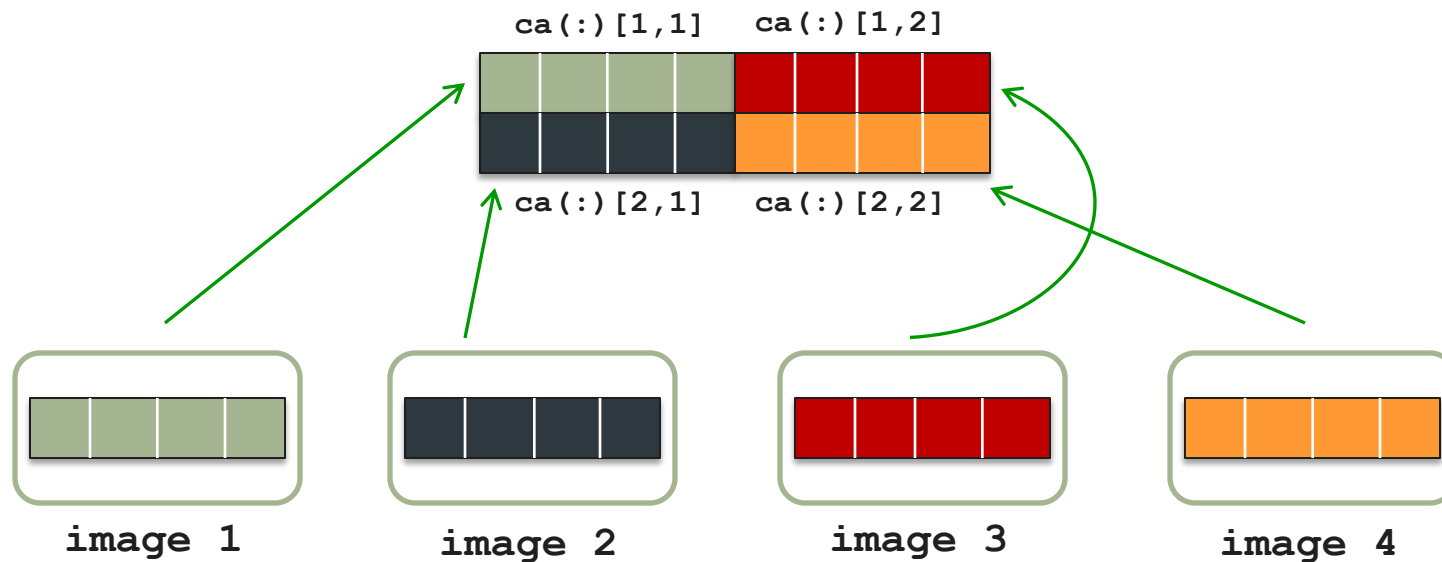 ca(:)[1,1] ca(:)[1,2]
ca(:)[2,1] ca(:)[2,2]
image 1 image 2 image 3 image 4